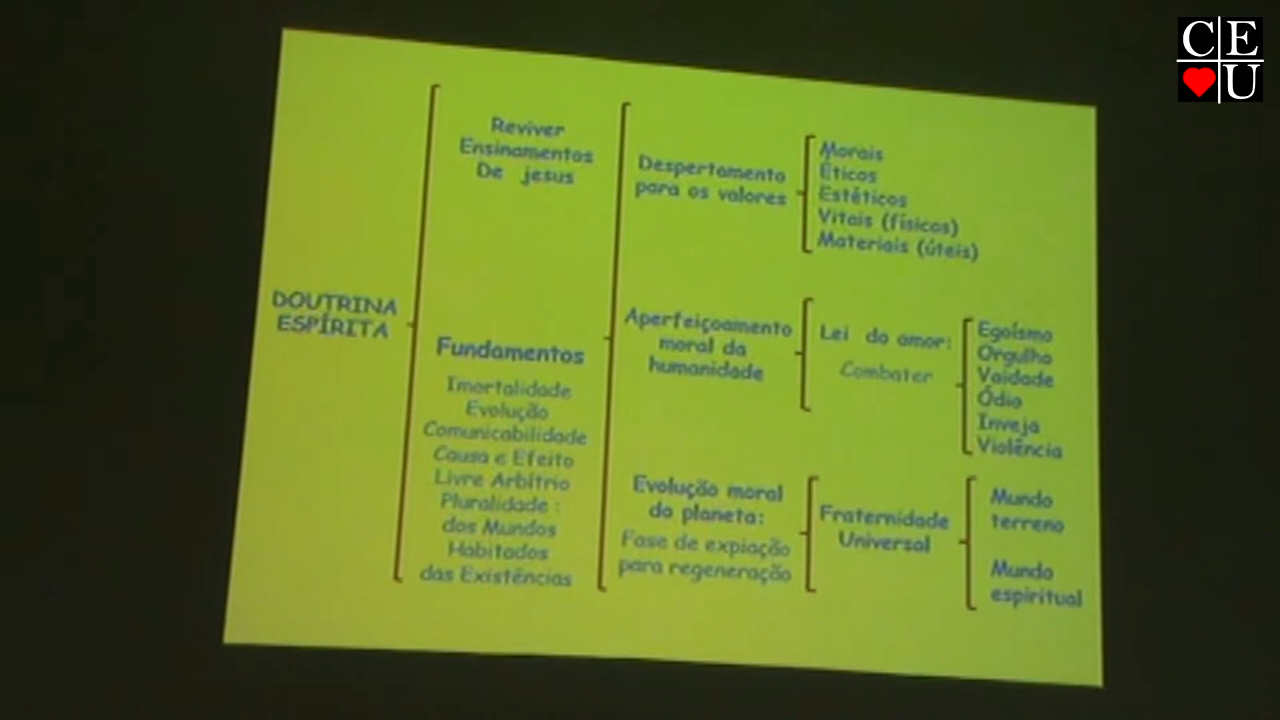 CE
U
DOUTRINA
ESPÍRITA
Reviver
Ensinamentos
De jesus
Fundamentos
Imortalidade
Evolução
Comunicabilidade
Causa e Efeito
Livre Arbítrio
Pluralidade :
dos Mundos
Habitados
das Existências
Despertamento
para os valores
Morais
Éticos
Estéticos
Vitais (físicos)
Materiais (úteis)
Aperfeiçoamento
moral da
humanidade
Lei do amor:
Combater
Egoísmo
Orgulho
Vaidade
Ódio
Inveja
Violência
Evolução moral
do planeta:
Fase de expiação
para regeneração
Fraternidade
Universal
Mundo
terreno
Mundo
espiritual